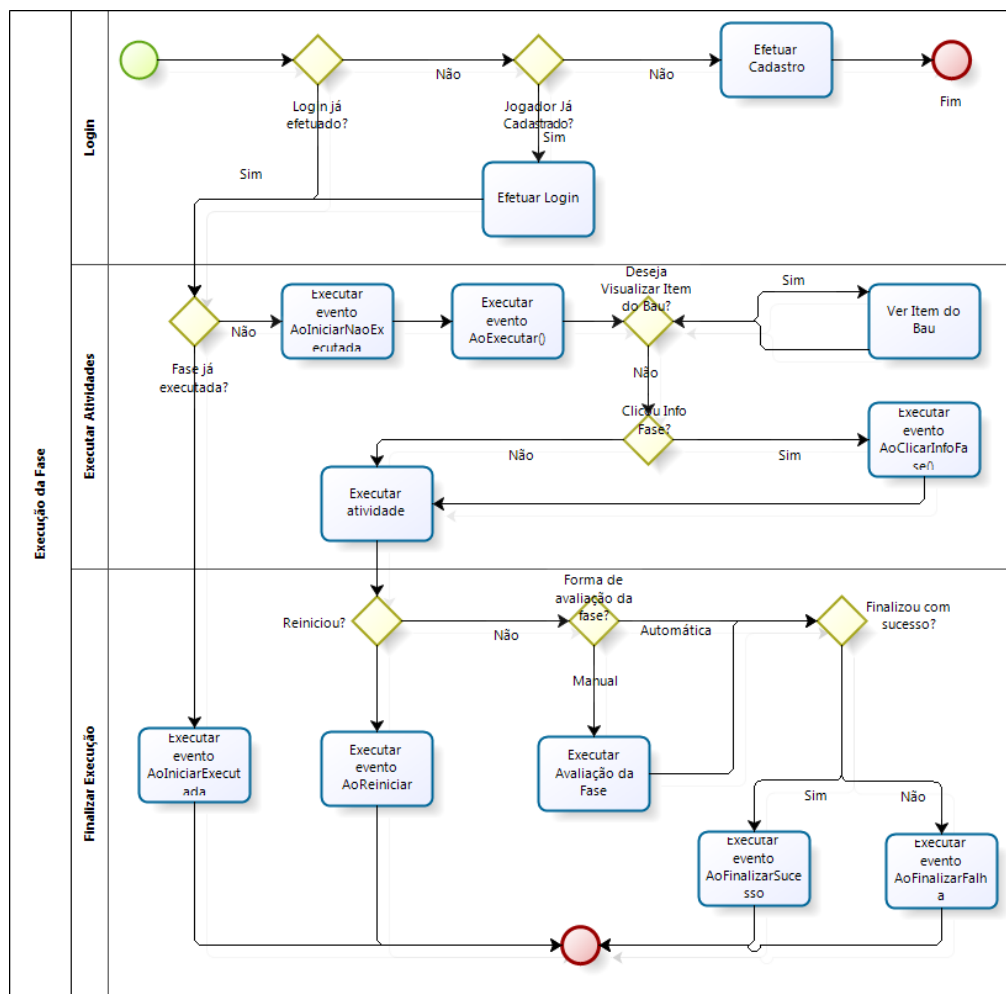 Execução da Fase
Login
Login já
efetuado?
Não
Jogador Já
Cadastrado?
Não
Efetuar
Cadastro
Fim
Sim
Sim
Efetuar Login
Executar Atividades
Fase já
executada?
Não
Executar
evento
AoIniciarNaoEx
ecutada
Executar
evento
AoExecutar()
Deseja
Visualizar Item
do Bau?
Sim
Ver Item do
Bau
Não
Clicou Info
Fase?
Não
Sim
Executar
evento
AoClicarInfoFa
se()
Executar
atividade
Finalizar Execução
Reiniciou?
Não
Forma de
avaliação da
fase?
Automática
Finalizou com
sucesso?
Manual
Executar
evento
AoIniciarExecut
ada
Executar
evento
AoReiniciar
Executar
Avaliação da
Fase
Sim
Não
Executar
evento
AoFinalizarSuce
sso
Executar
evento
AoFinalizarFalh
a